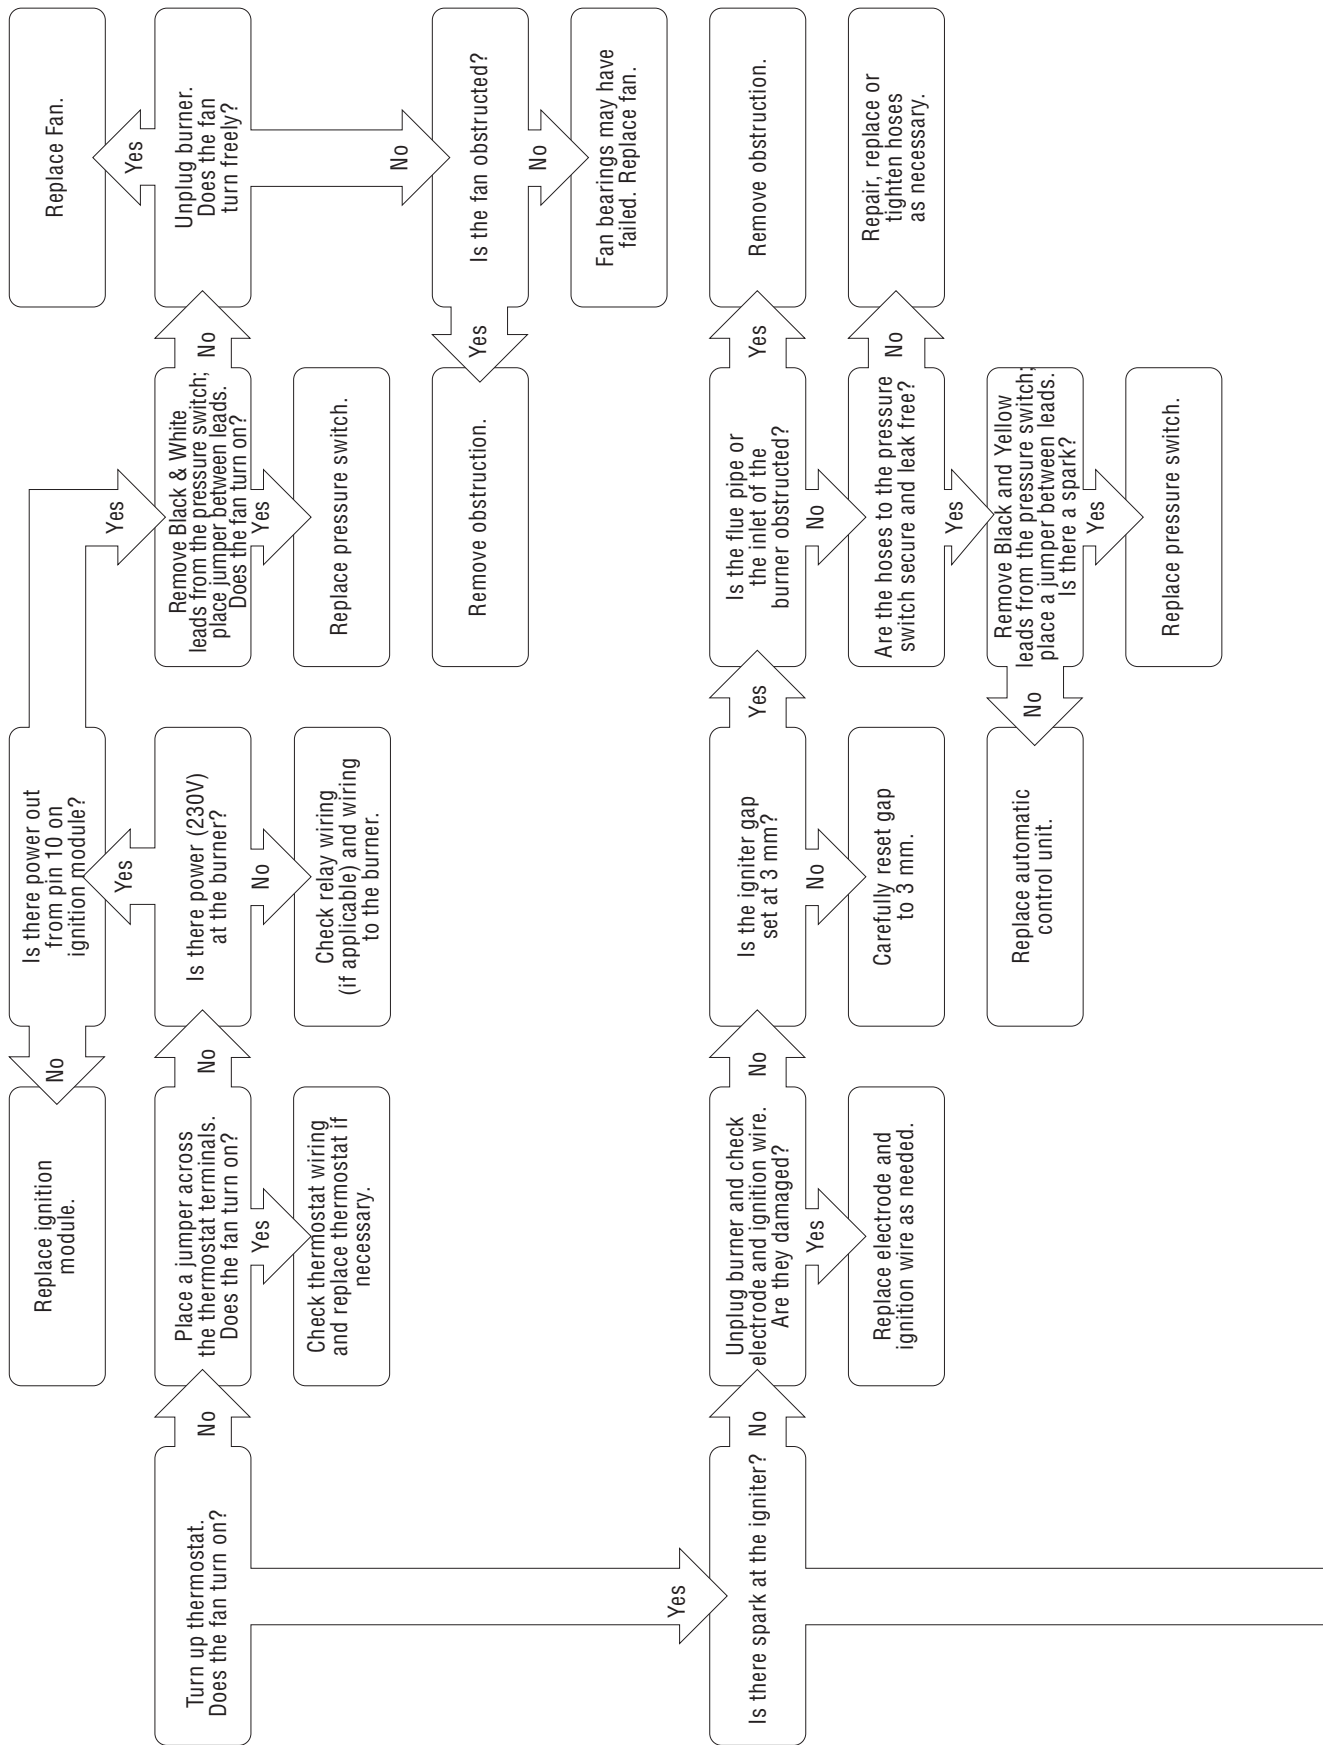 Turn up thermostat.
Does the fan turn on?
No
Place a jumper across
the thermostat terminals.
Does the fan turn on?
Yes
Check thermostat wiring
and replace thermostat if
necessary.
No
Is there power (230V)
at the burner?
No
Check relay wiring
(if applicable) and wiring
to the burner.
Yes
Is there power out
from pin 10 on
ignition module?
No
Replace ignition
module.
Yes
Remove Black & White
leads from the pressure switch;
place jumper between leads.
Does the fan turn on?
Yes
Replace pressure switch.
No
Unplug burner.
Does the fan
turn freely?
Yes
Replace Fan.
No
Is the fan obstructed?
Yes
Remove obstruction.
No
Fan bearings may have
failed. Replace fan.
Yes
Is there spark at the igniter?
No
Unplug burner and check
electrode and ignition wire.
Are they damaged?
Yes
Replace electrode and
ignition wire as needed.
No
Is the igniter gap
set at 3 mm?
No
Carefully reset gap
to 3 mm.
Yes
Is the flue pipe or
the inlet of the
burner obstructed?
Yes
Remove obstruction.
No
Are the hoses to the pressure
switch secure and leak free?
No
Repair, replace or
tighten hoses
as necessary.
Yes
Remove Black and Yellow
leads from the pressure switch;
place a jumper between leads.
Is there a spark?
No
Replace automatic
control unit.
Yes
Replace pressure switch.